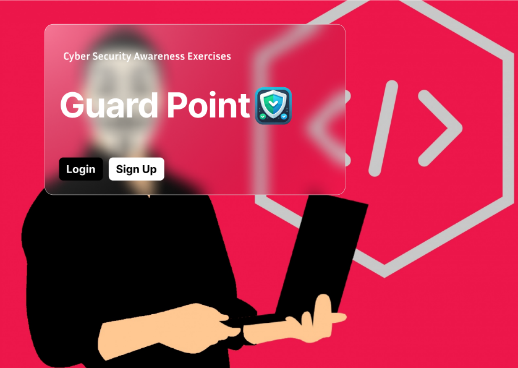 Cyber Security Awareness Exercises
Guard Point
Login Sign Up